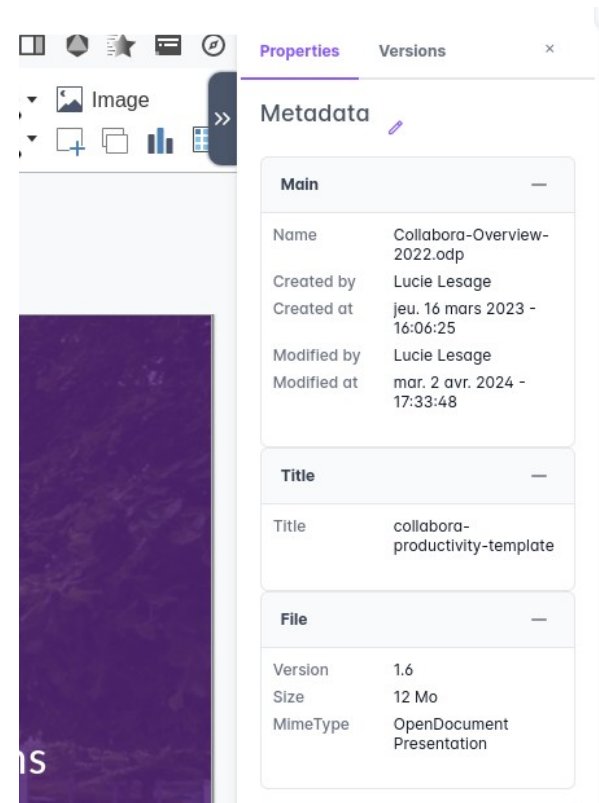 Properties Versions ×
Image
»
Metadata
Main
Name Collabora-Overview-
2022.odp
Created by Lucie Lesage
Created at jeu. 16 mars 2023 -
16:06:25
Modified by Lucie Lesage
Modified at mar. 2 avr. 2024 -
17:33:48
Title
Title collabora-
productivity-template
File
Version 1.6
Size 12 Mo
MimeType OpenDocument
Presentation